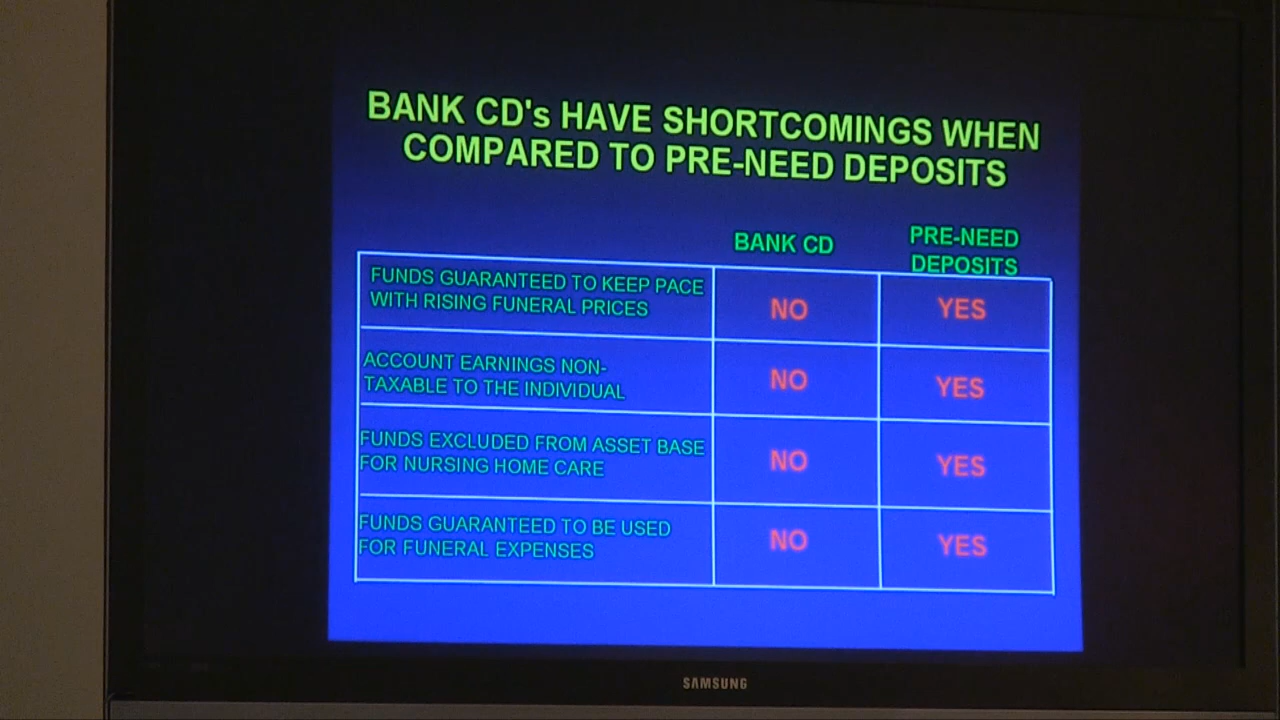 BANK CD's HAVE SHORTCOMINGS WHEN
COMPARED TO PRE-NEED DEPOSITS
BANK CD
PRE-NEED
DEPOSITS
FUNDS GUARANTEED TO KEEP PACE
WITH RISING FUNERAL PRICES
NO
YES
ACCOUNT EARNINGS NON-
TAXABLE TO THE INDIVIDUAL
NO
YES
FUNDS EXCLUDED FROM ASSET BASE
FOR NURSING HOME CARE
NO
YES
FUNDS GUARANTEED TO BE USED
FOR FUNERAL EXPENSES
NO
YES
SAMSUNG